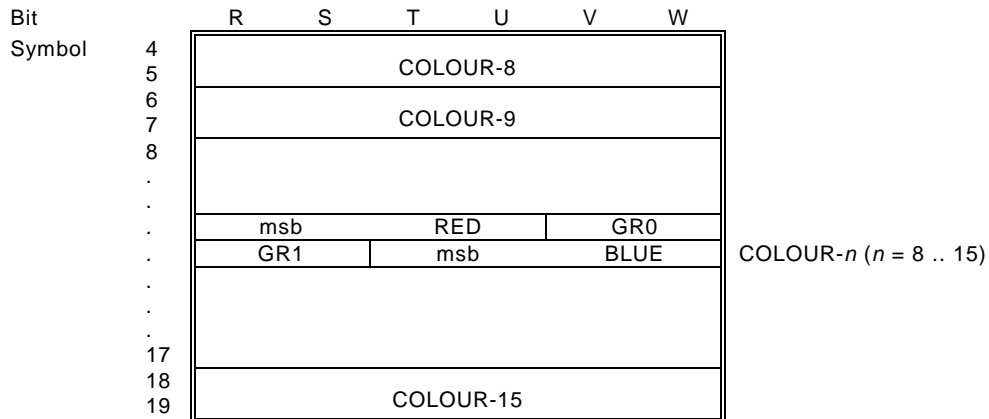 Bit R S T U V W
Symbol 4
5 COLOUR-8
6
7 COLOUR-9
8
.
.
. msb RED GR0
. GR1 msb BLUE COLOUR-n (n = 8 .. 15)
.
.
.
17
18
19 COLOUR-15